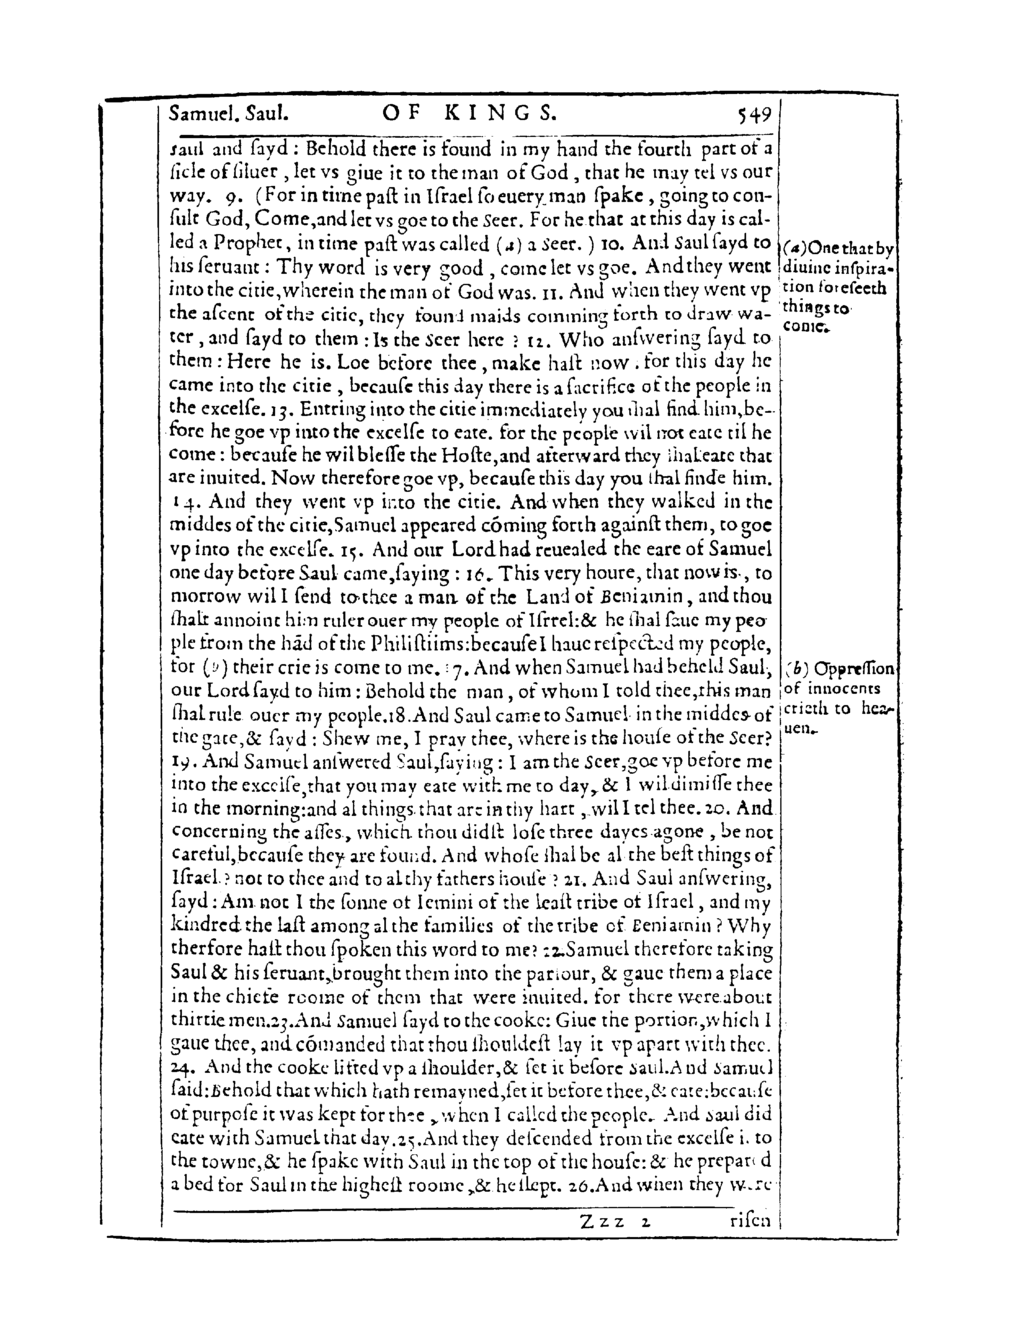 Samuel. Saul. OF KINGS. 549
saul and ſayd : Behold there is found in my hand the fourth part of a
ſicle of ſiluer , let vs giue it to the man of God , that he may tel vs our
way. 9. (For in time paſt in Iſrael ſo euery man ſpake , going to con-
ſult God, Come,and let vs goe to the Seer. For he that at this day is cal-
led a Prophet, in time paſt was called (a) a Seer. ) 10. And Saul ſayd to
his ſeruant : Thy word is very good , come let vs goe. And they went
into the citie,wherein the man of God was. 11. And when they went vp
the aſcent of the citie, they found maids comming forth to draw wa-
ter , and ſayd to them : Is the Seer here ? 12. Who anſwering ſayd to
them : Here he is. Loe before thee , make haſt now . for this day he
came into the citie , becauſe this day there is a ſacrifice of the people in
the excelſe. 13. Entring into the citie immediately you ſhal find him,be-
fore he goe vp into the excelſe to eate. for the people wil not eate til he
come : becauſe he wil bleſſe the Hoſte,and afterward they ſhal eate that
are inuited. Now therefore goe vp, becauſe this day you ſhal finde him.
14. And they went vp into the citie. And when they walked in the
middes of the citie,Samuel appeared cōming forth againſt them, to goe
vp into the excelſe. 15. And our Lord had reuealed the eare of Samuel
one day before Saul came,ſaying : 16. This very houre, that now is , to
morrow wil I ſend to thee a man of the Land of Beniamin , and thou
ſhalt annoint him ruler ouer my people of Iſrrel:& he ſhal ſaue my peo
ple from the hād of the Philiſtiims:becauſe I haue reſpected my people,
for (b) their crie is come to me. 17. And when Samuel had beheld Saul,
our Lord ſayd to him : Behold the man , of whom I told thee,this man
ſhal rule ouer my people.18.And Saul came to Samuel in the middes of
the gate,& ſayd : Shew me, I pray thee, where is the houſe of the Seer?
19. And Samuel anſwered Saul,ſaying : I am the Seer,goe vp before me
into the excelſe,that you may eate with me to day, & I wil dimiſſe thee
in the morning:and al things that are in thy hart , wil I tel thee. 20. And
concerning the aſſes, which thou didſt loſe three dayes agone , be not
careful,becauſe they are found. And whoſe ſhal be al the beſt things of
Iſrael ? not to thee and to al thy fathers houſe ? 21. And Saul anſwering,
ſayd : Am not I the ſonne of Iemini of the leaſt tribe of Iſrael , and my
kindred the laſt among al the families of the tribe of Beniamin ? Why
therfore haſt thou ſpoken this word to me? 22.Samuel therefore taking
Saul & his ſeruant,brought them into the parlour, & gaue them a place
in the chiefe roome of them that were inuited. for there were about
thirtie men.23.And Samuel ſayd to the cooke: Giue the portion,which I
gaue thee, and cōmanded that thou ſhouldeſt lay it vp apart with thee.
24. And the cooke lifted vp a ſhoulder,& ſet it before Saul.And Samuel
ſaid:Behold that which hath remayned,ſet it before thee,& eate:becauſe
of purpoſe it was kept for thee , when I called the people. And Saul did
eate with Samuel that day.25.And they deſcended from the excelſe i. to
the towne,& he ſpake with Saul in the top of the houſe: & he prepared
a bed for Saul in the higheſt roome ,& he ſlept. 26.And when they were
Zzz 2 riſen
(a)One that by
diuine inſpira-
tion foreſeeth
things to
come.
(b) Oppreſſion
of innocents
crieth to hea-
uen.